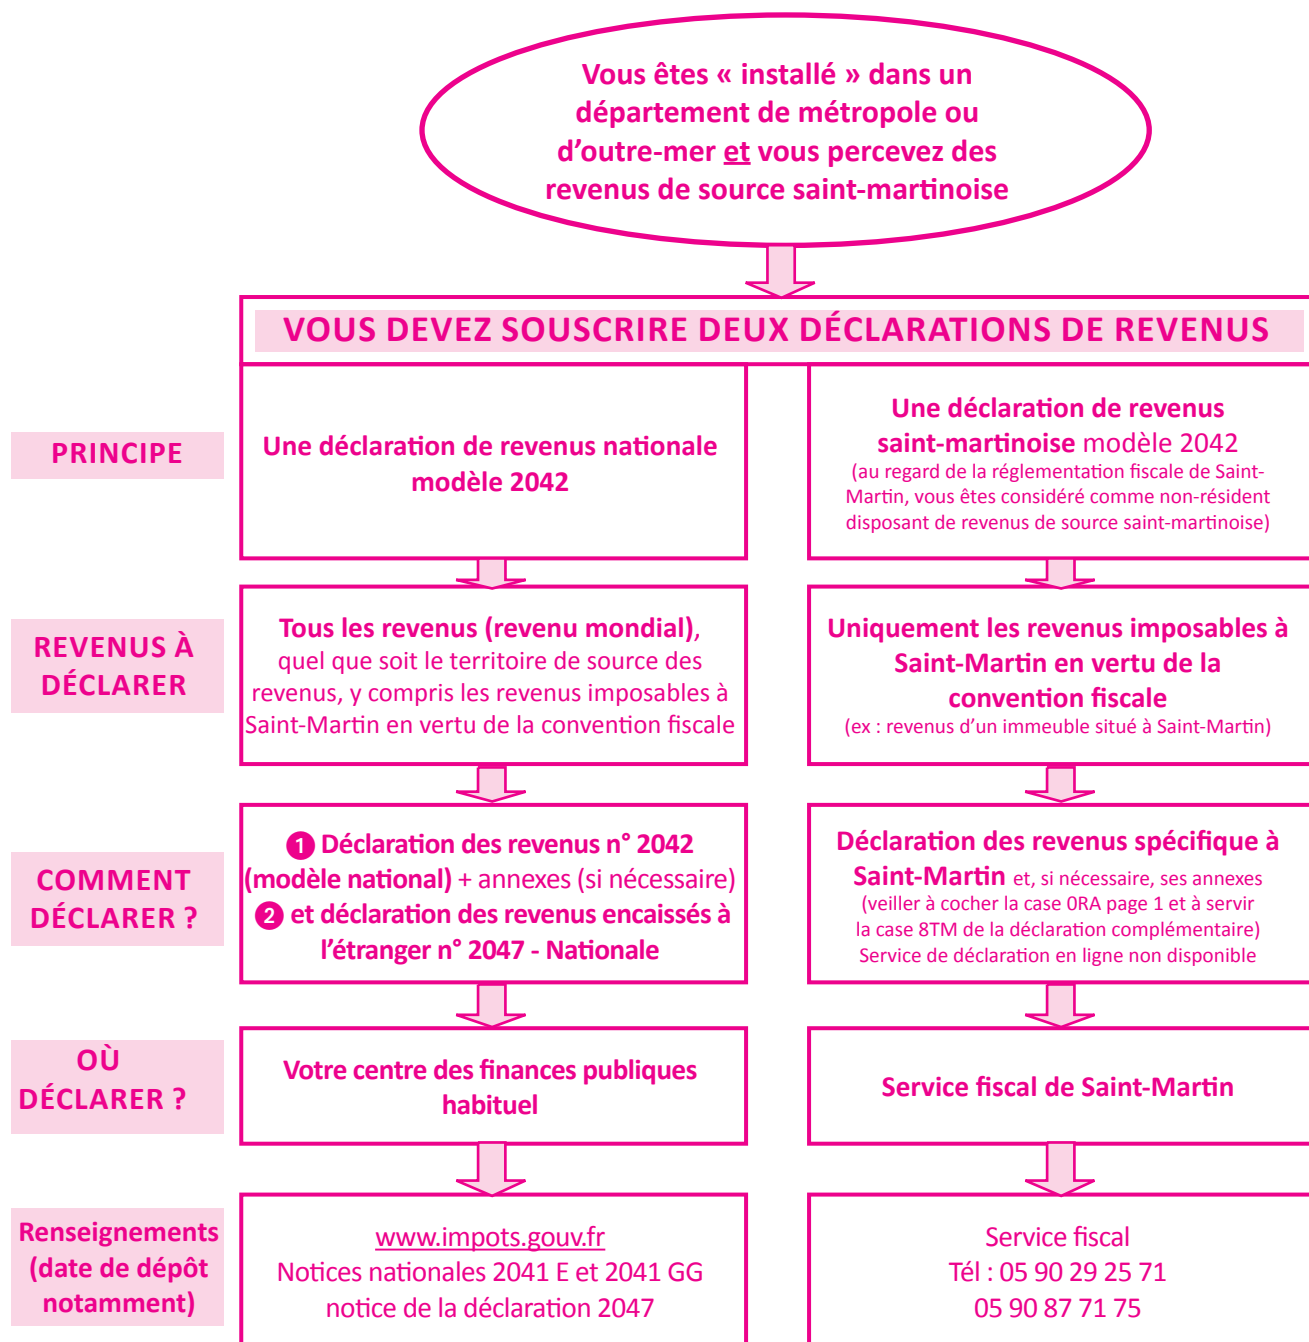 Vous êtes « installé » dans un
département de métropole ou
d'outre-mer et vous percevez des
revenus de source saint-martinoise
VOUS DEVEZ SOUSCRIRE DEUX DÉCLARATIONS DE REVENUS
PRINCIPE
Une déclaration de revenus nationale
modèle 2042
Une déclaration de revenus
saint-martinoise modèle 2042
(au regard de la réglementation fiscale de Saint-
Martin, vous êtes considéré comme non-résident
disposant de revenus de source saint-martinoise)
REVENUS À
DÉCLARER
Tous les revenus (revenu mondial),
quel que soit le territoire de source des
revenus, y compris les revenus imposables à
Saint-Martin en vertu de la convention fiscale
Uniquement les revenus imposables à
Saint-Martin en vertu de la
convention fiscale
(ex : revenus d'un immeuble situé à Saint-Martin)
COMMENT
DÉCLARER ?
❶ Déclaration des revenus n° 2042
(modèle national) + annexes (si nécessaire)
❷ et déclaration des revenus encaissés à
l'étranger n° 2047 - Nationale
Déclaration des revenus spécifique à
Saint-Martin et, si nécessaire, ses annexes
(veiller à cocher la case 0RA page 1 et à servir
la case 8TM de la déclaration complémentaire)
Service de déclaration en ligne non disponible
OÙ
DÉCLARER ?
Votre centre des finances publiques
habituel
Service fiscal de Saint-Martin
Renseignements
(date de dépôt
notamment)
www.impots.gouv.fr
Notices nationales 2041 E et 2041 GG
notice de la déclaration 2047
Service fiscal
Tél : 05 90 29 25 71
05 90 87 71 75